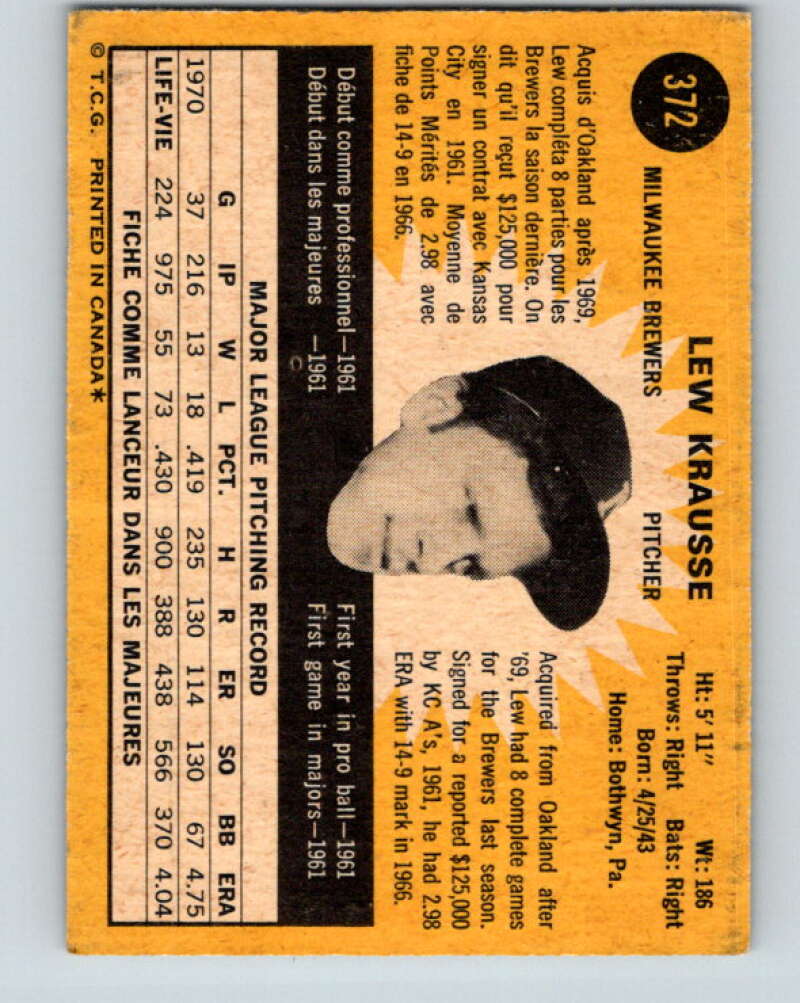 372
LEW KRAUSSE
MILWAUKEE BREWERS PITCHER
Ht: 5' 11" Wt: 186
Throws: Right Bats: Right
Born: 4/25/43
Home: Bothwyn, Pa.
Acquis d'Oakland après 1969,
Lew compléta 8 parties pour les
Brewers la saison dernière. On
dit qu'il reçut $125,000 pour
signer un contrat avec Kansas
City en 1961. Moyenne de
Points Mérités de 2.98 avec
fiche de 14-9 en 1966.
Acquired from Oakland after
'69, Lew had 8 complete games
for the Brewers last season.
Signed for a reported $125,000
by KC A's, 1961, he had 2.98
ERA with 14-9 mark in 1966.
Début comme professionnel—1961
Début dans les majeures —1961
First year in pro ball—1961
First game in majors—1961
MAJOR LEAGUE PITCHING RECORD
G IP W L PCT. H R ER SO BB ERA
1970 37 216 13 18 .419 235 130 114 130 67 4.75
LIFE-VIE 224 975 55 73 .430 900 388 438 566 370 4.04
FICHE COMME LANCEUR DANS LES MAJEURES
© T.C.G. PRINTED IN CANADA*